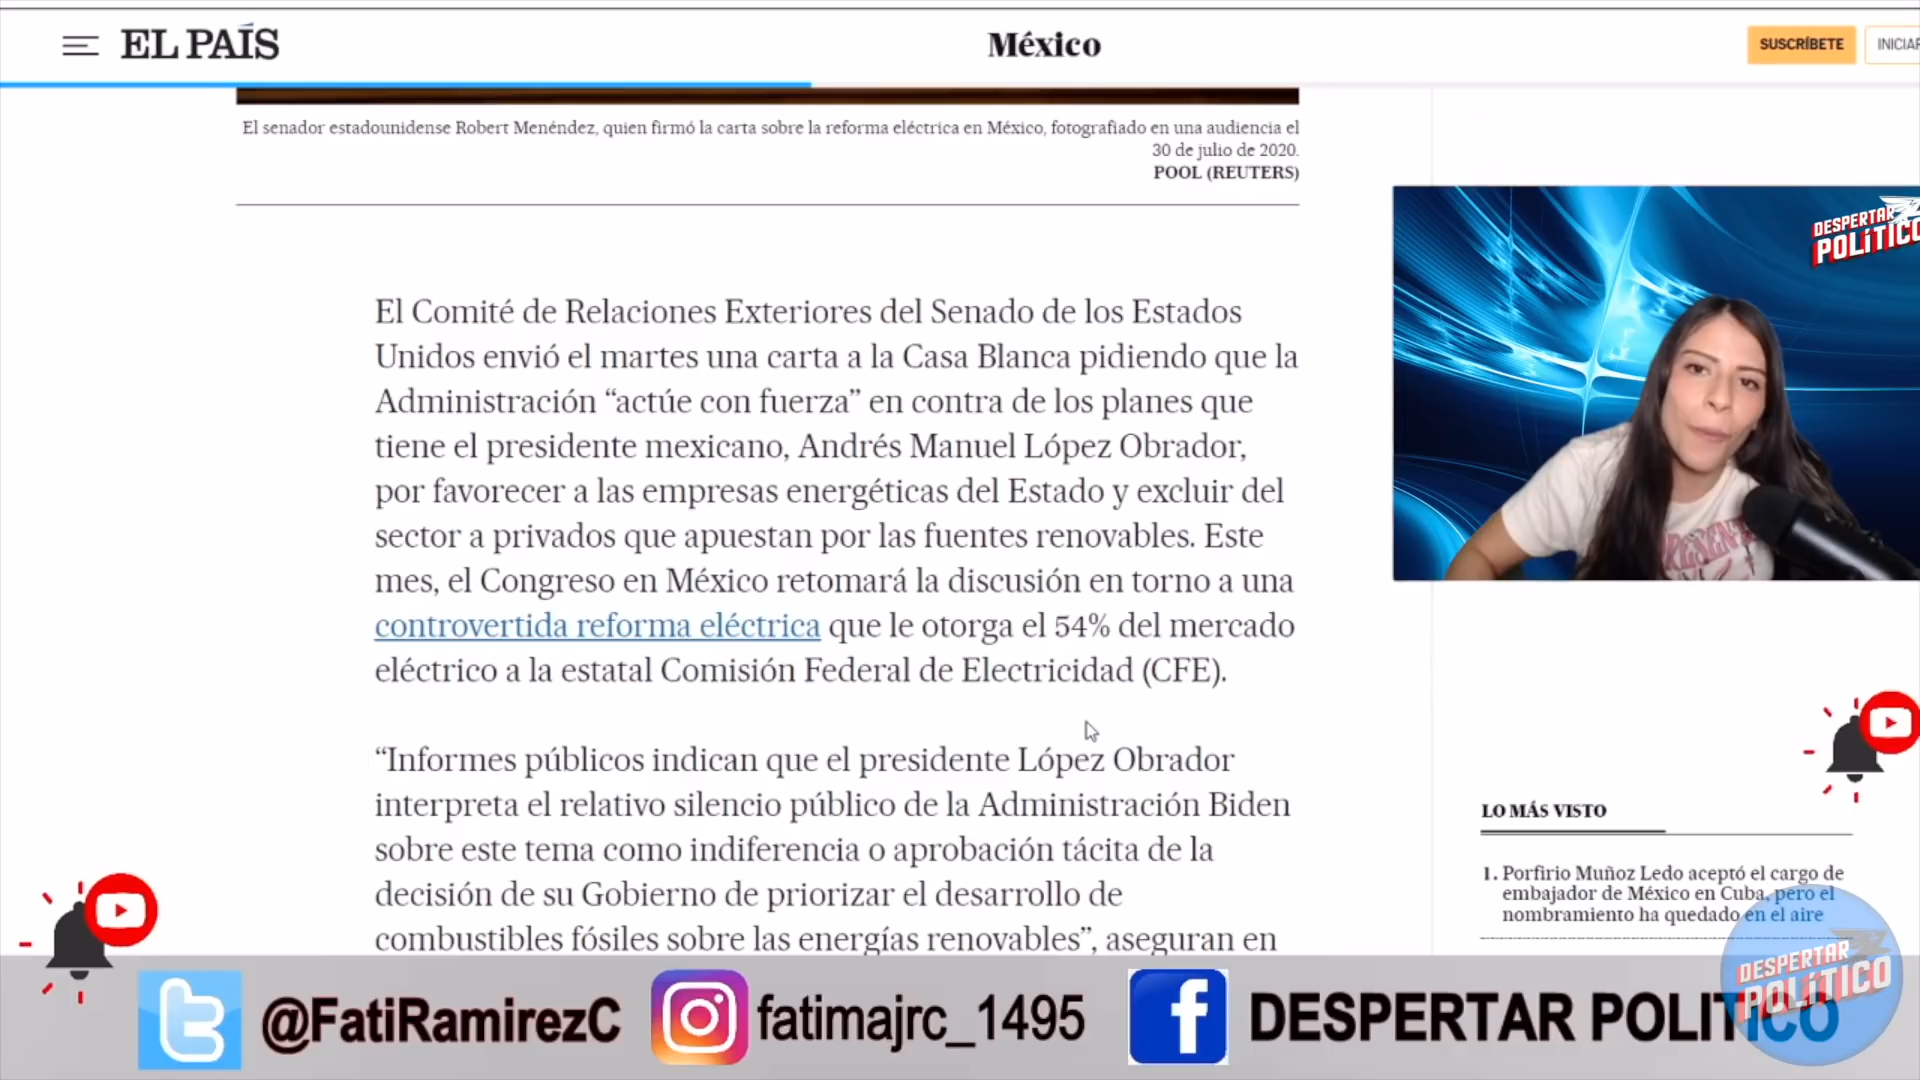 EL PAÍS
México
SUSCRÍBETE
INICIAR
El senador estadounidense Robert Menéndez, quien firmó la carta sobre la reforma eléctrica en México, fotografiado en una audiencia el
30 de julio de 2020.
POOL (REUTERS)
DESPERTAR
POLÍTICO
El Comité de Relaciones Exteriores del Senado de los Estados
Unidos envió el martes una carta a la Casa Blanca pidiendo que la
Administración “actúe con fuerza” en contra de los planes que
tiene el presidente mexicano, Andrés Manuel López Obrador,
por favorecer a las empresas energéticas del Estado y excluir del
sector a privados que apuestan por las fuentes renovables. Este
mes, el Congreso en México retomará la discusión en torno a una
controvertida reforma eléctrica que le otorga el 54% del mercado
eléctrico a la estatal Comisión Federal de Electricidad (CFE).
“Informes públicos indican que el presidente López Obrador
interpreta el relativo silencio público de la Administración Biden
sobre este tema como indiferencia o aprobación tácita de la
decisión de su Gobierno de priorizar el desarrollo de
combustibles fósiles sobre las energías renovables”, aseguran en
LO MÁS VISTO
1. Porfirio Muñoz Ledo aceptó el cargo de
embajador de México en Cuba, pero el
nombramiento ha quedado en el aire
DESPERTAR
POLÍTICO
@FatiRamirezC
fatimajrc_1495
DESPERTAR POLITICO